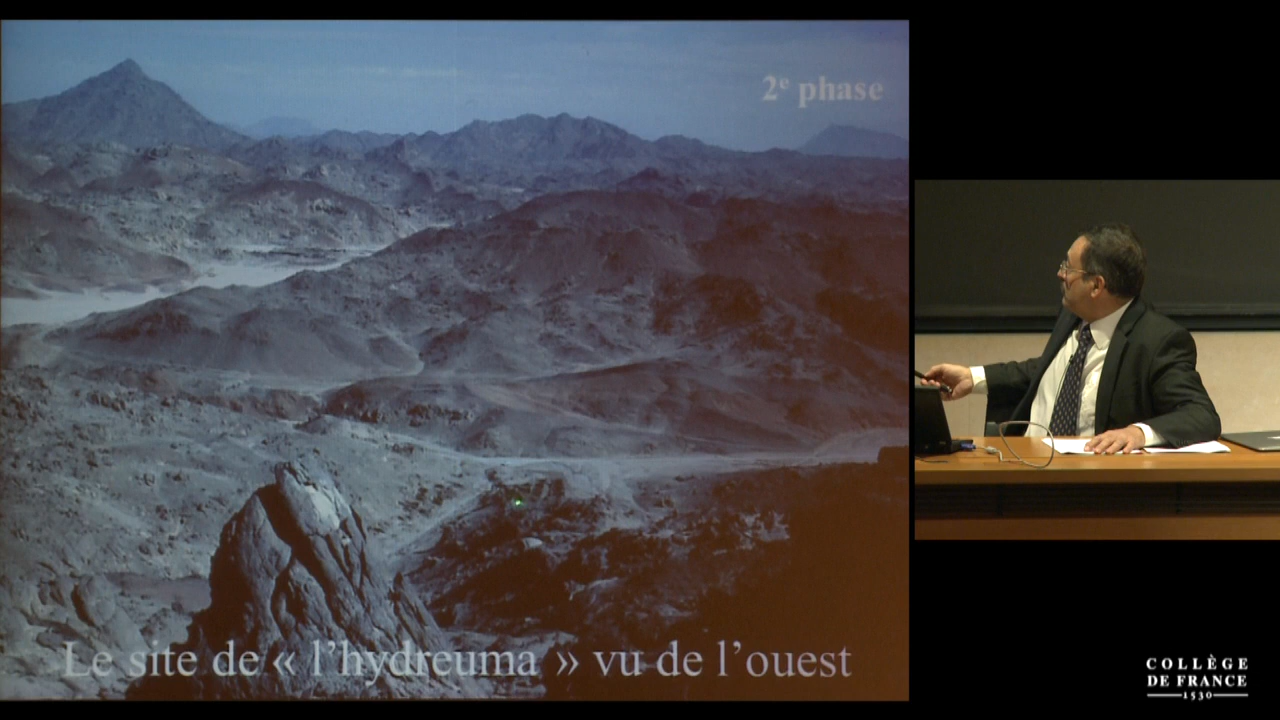 2e phase
Le site de « l'hydreuma » vu de l'ouest
COLLÈGE
DE FRANCE
1530